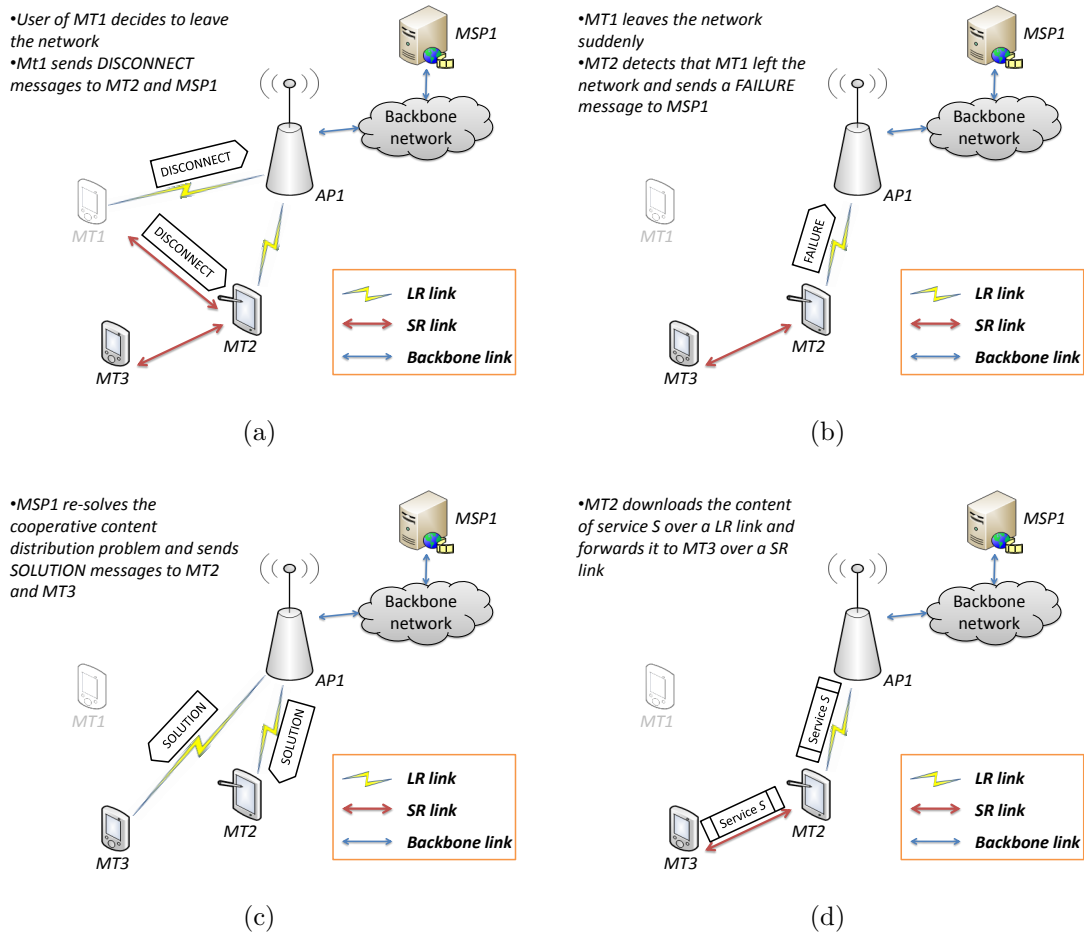 •User of MT1 decides to leave
the network
•Mt1 sends DISCONNECT
messages to MT2 and MSP1
MSP1
Backbone
network
DISCONNECT
AP1
MT1
DISCONNECT
MT2
MT3
LR link
SR link
Backbone link
(a)
•MT1 leaves the network
suddenly
•MT2 detects that MT1 left the
network and sends a FAILURE
message to MSP1
MSP1
Backbone
network
AP1
MT1
FAILURE
MT2
MT3
LR link
SR link
Backbone link
(b)
•MSP1 re-solves the
cooperative content
distribution problem and sends
SOLUTION messages to MT2
and MT3
MSP1
Backbone
network
AP1
MT1
SOLUTION
SOLUTION
MT2
MT3
LR link
SR link
Backbone link
(c)
•MT2 downloads the content
of service S over a LR link and
forwards it to MT3 over a SR
link
MSP1
Backbone
network
AP1
MT1
Service S
Service S
MT2
MT3
LR link
SR link
Backbone link
(d)